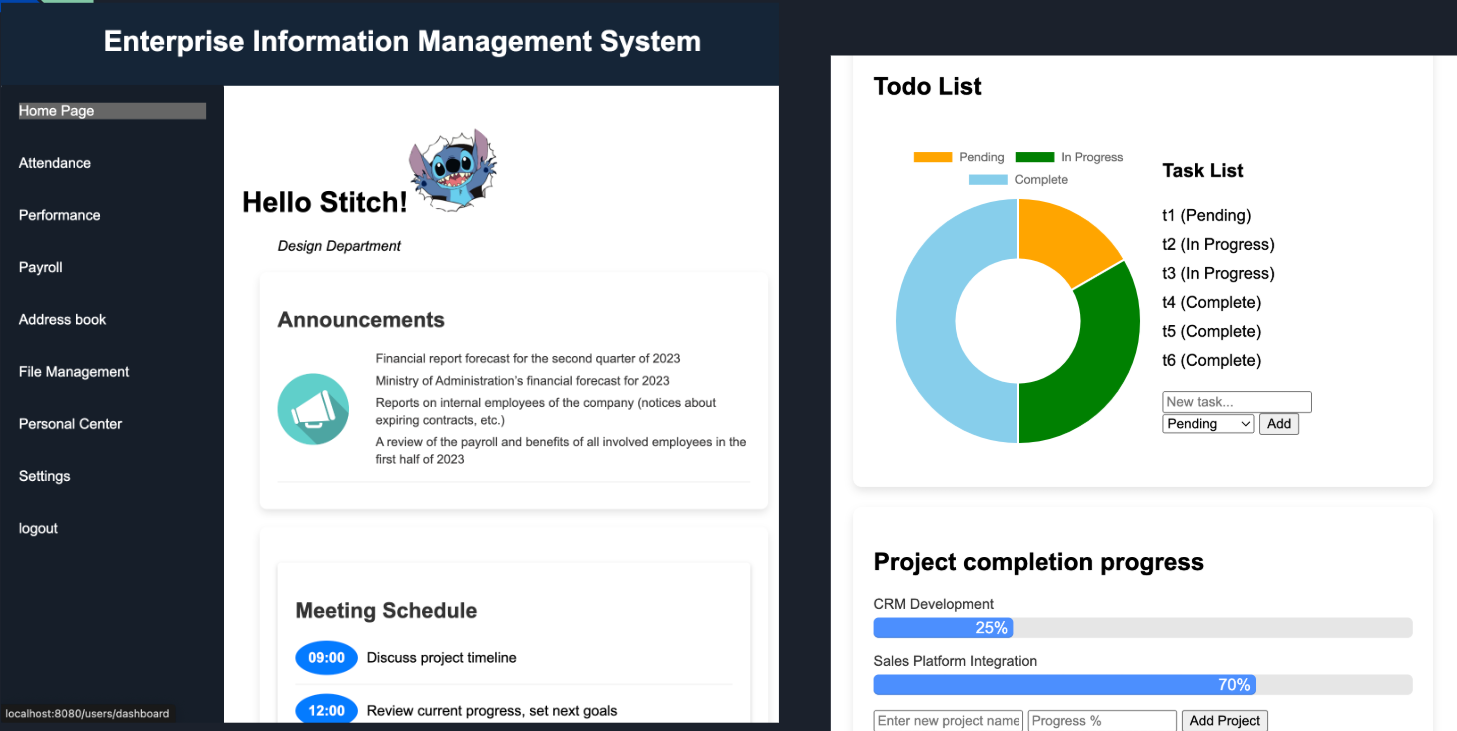 Enterprise Information Management System
Home Page
Attendance
Performance
Payroll
Address book
File Management
Personal Center
Settings
logout
localhost:8080/users/dashboard
Hello Stitch!
Design Department
Announcements
Financial report forecast for the second quarter of 2023
Ministry of Administration's financial forecast for 2023
Reports on internal employees of the company (notices about
expiring contracts, etc.)
A review of the payroll and benefits of all involved employees in the
first half of 2023
Meeting Schedule
09:00 Discuss project timeline
12:00 Review current progress, set next goals
Todo List
Pending In Progress
Complete
Task List
t1 (Pending)
t2 (In Progress)
t3 (In Progress)
t4 (Complete)
t5 (Complete)
t6 (Complete)
New task...
Pending Add
Project completion progress
CRM Development
25%
Sales Platform Integration
70%
Enter new project name Progress % Add Project